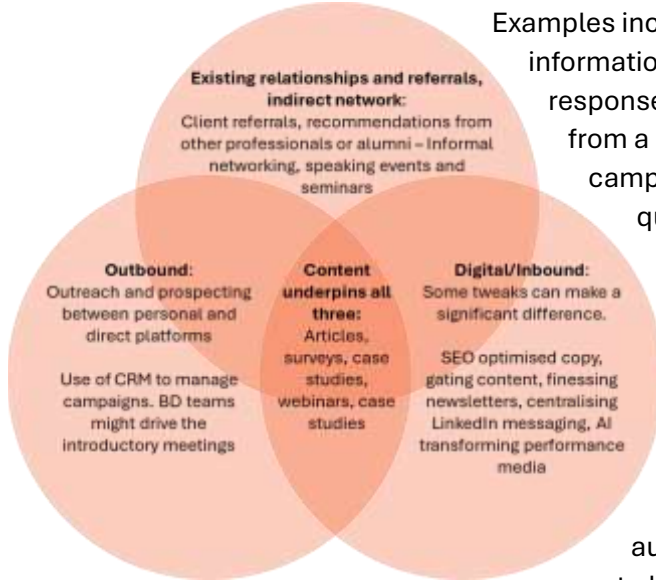 Examples inc
informatio
response
from a
camp
qu
Existing relationships and referrals,
indirect network:
Client referrals, recommendations from
other professionals or alumni – Informal
networking, speaking events and
seminars
Outbound:
Outreach and prospecting
between personal and
direct platforms
Use of CRM to manage
campaigns. BD teams
might drive the
introductory meetings
Content
underpins all
three:
Articles,
surveys, case
studies,
webinars, case
studies
Digital/Inbound:
Some tweaks can make a
significant difference.
SEO optimised copy,
gating content, finessing
newsletters, centralising
LinkedIn messaging, AI
transforming performance
media
au